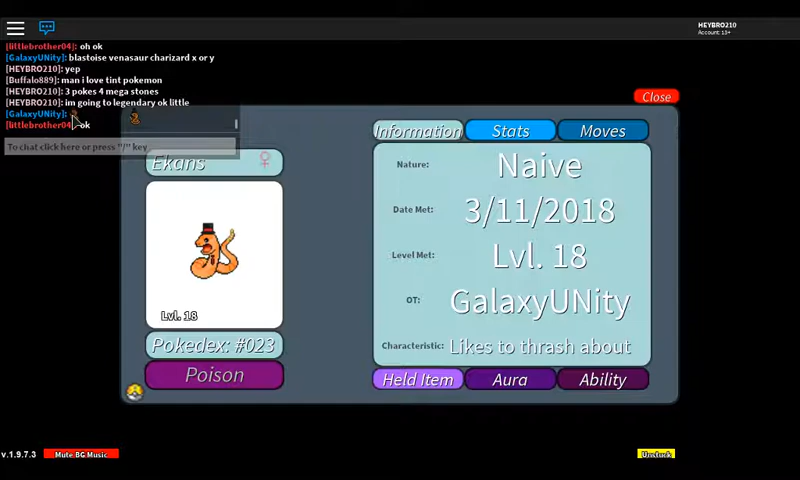 HEYBRO210
Account: 13+
[littlebrother04]: oh ok
[GalaxyUNity]: blastoise venasaur charizard x or y
[HEYBRO210]: yep
[Buffalo889]: man i love tint pokemon
[HEYBRO210]: 3 pokes 4 mega stones
[HEYBRO210]: im going to legendary ok little
[GalaxyUNity]:
[littlebrother04]: ok
To chat click here or press "/" key
Close
Ekans
Lvl. 18
Pokedex: #023
Poison
Information
Stats
Moves
Nature: Naive
Date Met: 3/11/2018
Level Met: Lvl. 18
OT: GalaxyUNity
Characteristic: Likes to thrash about
Held Item
Aura
Ability
v.1.9.7.3
Mute BG Music
Unstuck